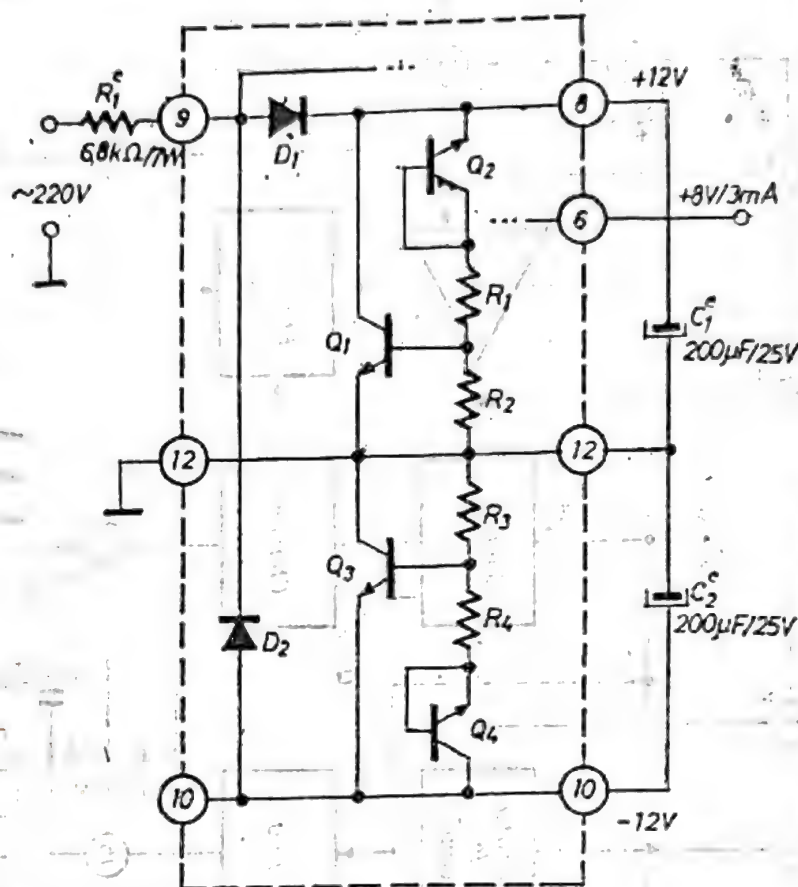 R₁ᵉ
9
6,8kΩ/7W
~220V
D₁
8
+12V
Q₂
...
6
+8V/3mA
R₁
Q₁
C₁ᵉ
200µF/25V
R₂
12
12
R₃
Q₃
R₄
C₂ᵉ
200µF/25V
D₂
Q₄
10
10
-12V